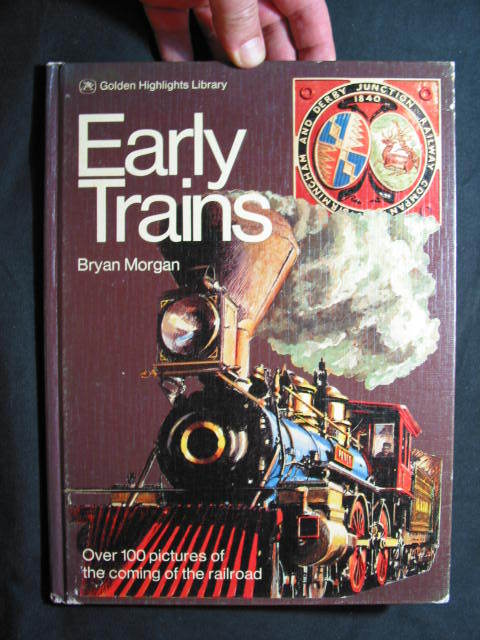 Golden Highlights Library
BIRMINGHAM AND DERBY JUNCTION RAILWAY COMPANY
1840
Early
Trains
Bryan Morgan
Over 100 pictures of
the coming of the railroad